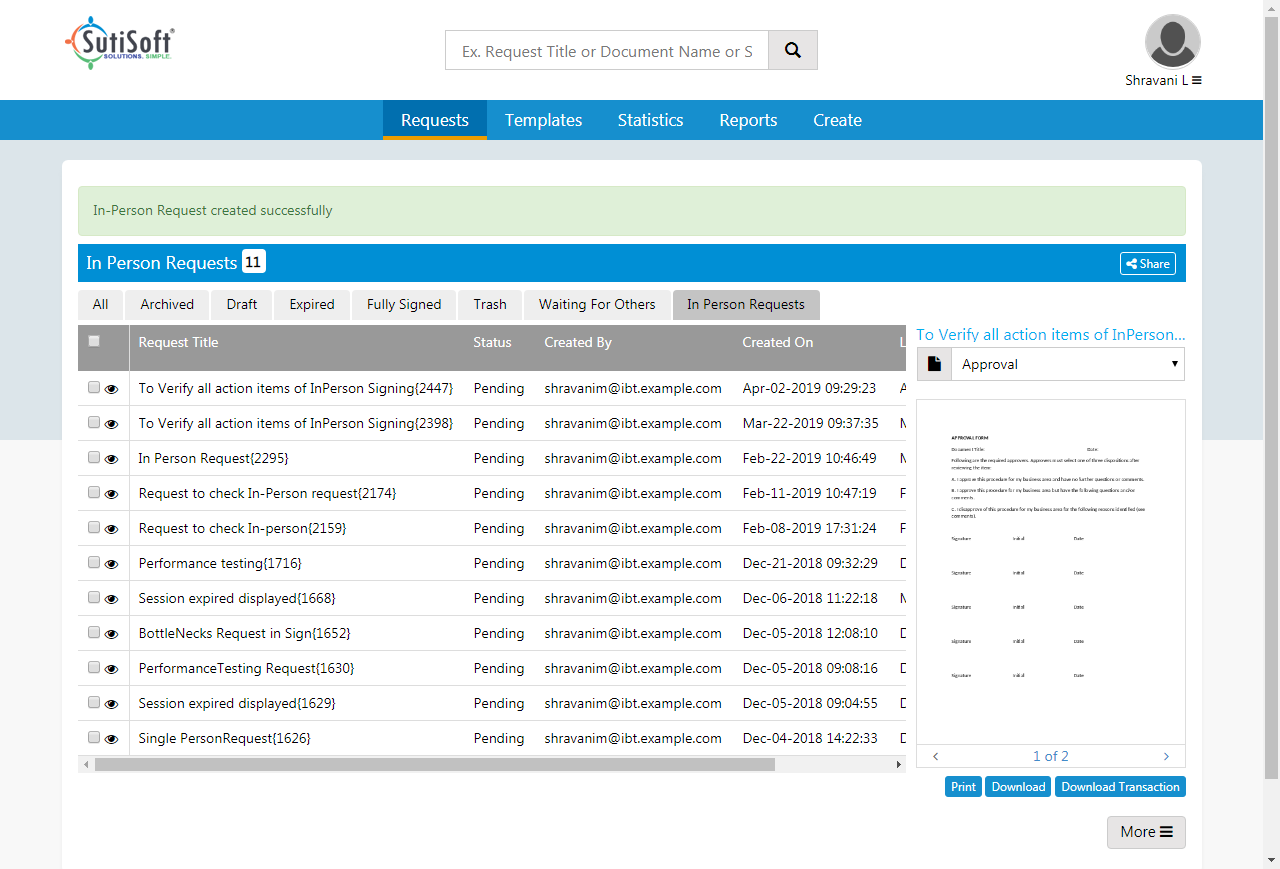 SutiSoft®
SOLUTIONS. SIMPLE.
Ex. Request Title or Document Name or S
Shravani L
Requests Templates Statistics Reports Create
In-Person Request created successfully
In Person Requests 11 Share
All Archived Draft Expired Fully Signed Trash Waiting For Others In Person Requests
Request Title Status Created By Created On L
To Verify all action items of InPerson Signing{2447} Pending shravanim@ibt.example.com Apr-02-2019 09:29:23 A
To Verify all action items of InPerson Signing{2398} Pending shravanim@ibt.example.com Mar-22-2019 09:37:35 M
In Person Request{2295} Pending shravanim@ibt.example.com Feb-22-2019 10:46:49 M
Request to check In-Person request{2174} Pending shravanim@ibt.example.com Feb-11-2019 10:47:19 F
Request to check In-person{2159} Pending shravanim@ibt.example.com Feb-08-2019 17:31:24 F
Performance testing{1716} Pending shravanim@ibt.example.com Dec-21-2018 09:32:29 D
Session expired displayed{1668} Pending shravanim@ibt.example.com Dec-06-2018 11:22:18 M
BottleNecks Request in Sign{1652} Pending shravanim@ibt.example.com Dec-05-2018 12:08:10 D
PerformanceTesting Request{1630} Pending shravanim@ibt.example.com Dec-05-2018 09:08:16 D
Session expired displayed{1629} Pending shravanim@ibt.example.com Dec-05-2018 09:04:55 D
Single PersonRequest{1626} Pending shravanim@ibt.example.com Dec-04-2018 14:22:33 D
To Verify all action items of InPerson...
Approval
APPROVAL FORM
Document Title: Date:
Following are the required approvers. Approvers must select one of three dispositions after
reviewing the item:
A. I approve this procedure for my business area and have no further questions or comments.
B. I approve this procedure for my business area but have the following questions and/or
comments.
C. I disapprove of this procedure for my business area for the following reasons identified (see
comments).
Signature Initial Date
Signature Initial Date
Signature Initial Date
Signature Initial Date
Signature Initial Date
1 of 2
Print Download Download Transaction
More